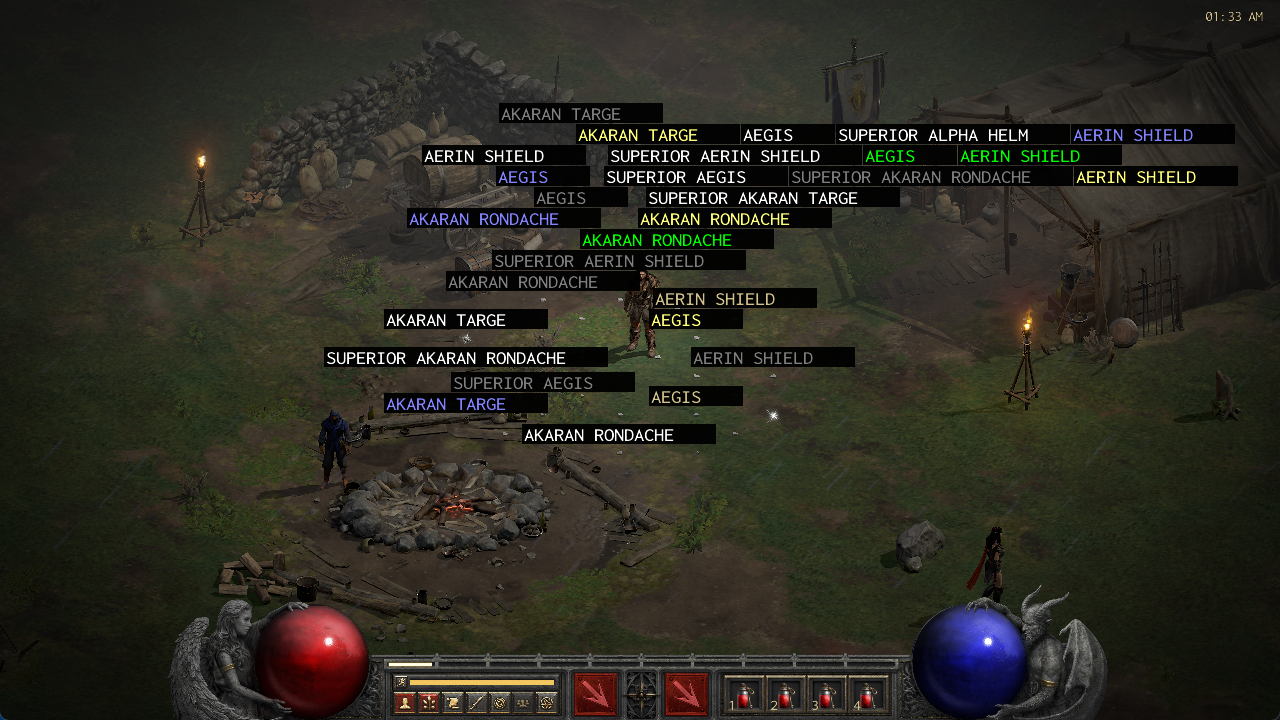 01:33 AM
AKARAN TARGE
AKARAN TARGE AEGIS SUPERIOR ALPHA HELM AERIN SHIELD
AERIN SHIELD SUPERIOR AERIN SHIELD AEGIS AERIN SHIELD
AEGIS SUPERIOR AEGIS SUPERIOR AKARAN RONDACHE AERIN SHIELD
AEGIS SUPERIOR AKARAN TARGE
AKARAN RONDACHE AKARAN RONDACHE
AKARAN RONDACHE
SUPERIOR AERIN SHIELD
AKARAN RONDACHE
AERIN SHIELD
AKARAN TARGE AEGIS
SUPERIOR AKARAN RONDACHE AERIN SHIELD
SUPERIOR AEGIS
AEGIS
AKARAN TARGE
AKARAN RONDACHE
1 2 3 4